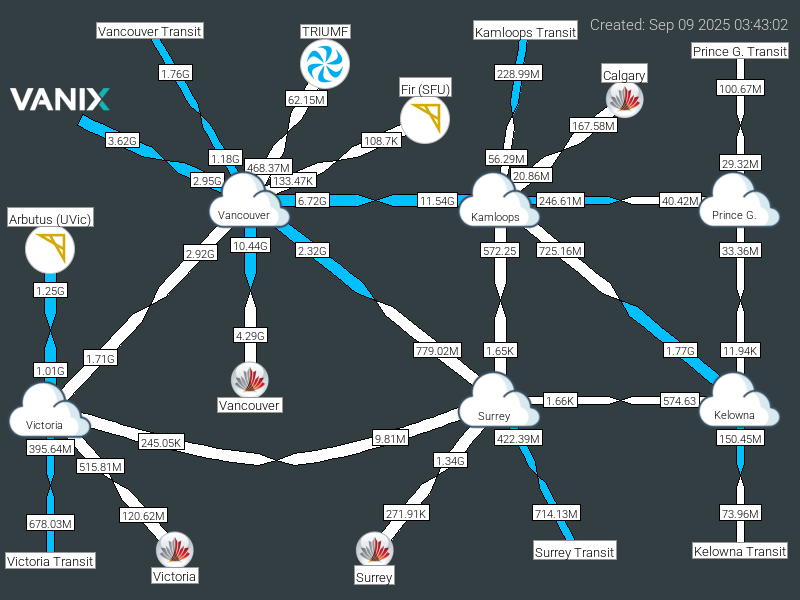 Created: Sep 09 2025 03:43:02
Vancouver Transit
TRIUMF
Kamloops Transit
Prince G. Transit
1.76G
228.99M
Calgary
Fir (SFU)
100.67M
VANIX
62.15M
167.58M
3.62G
108.7K
1.18G
56.29M
29.32M
468.37M
20.86M
2.95G
133.47K
6.72G
11.54G
246.61M
40.42M
Arbutus (UVic)
Vancouver
Kamloops
Prince G.
2.92G
10.44G
2.32G
572.25
725.16M
33.36M
1.25G
4.29G
1.71G
779.02M
1.65K
1.77G
11.94K
1.01G
Vancouver
1.66K
574.63
Victoria
Surrey
Kelowna
245.05K
9.81M
422.39M
150.45M
395.64M
515.81M
1.34G
678.03M
120.62M
271.91K
714.13M
73.96M
Victoria Transit
Victoria
Surrey
Surrey Transit
Kelowna Transit